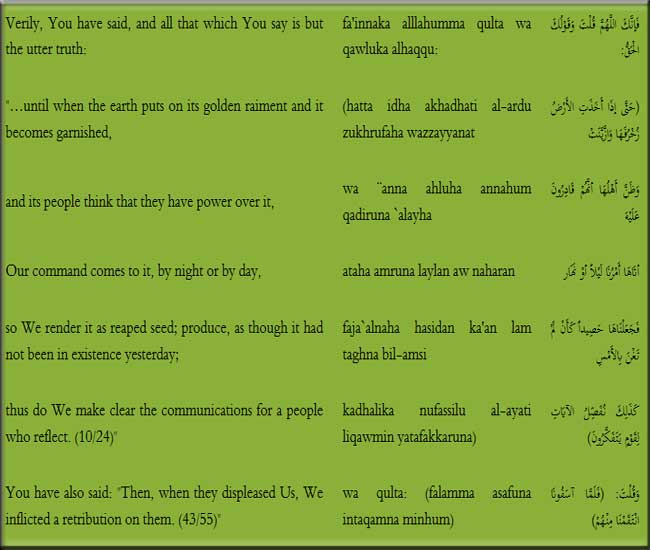 Verily, You have said, and all that which You say is but
the utter truth:
fa'innaka alllahumma qulta wa
qawluka alhaqqu:
فَإِنَّكَ اللَّهُمَّ قُلْتَ وَقَوْلُكَ
الْحَقُّ:
"…until when the earth puts on its golden raiment and it
becomes garnished,
(hatta idha akhadhati al-ardu
zukhrufaha wazzayyanat
(حَتَّى إِذَا أَخَذَتِ الأَرْضُ
زُخْرُفَهَا وَازَّيَّنَتْ
and its people think that they have power over it,
wa ¨anna ahluha annahum
qadiruna `alayha
وَظَنَّ أَهْلُهَا أَنَّهُمْ قَادِرُونَ
عَلَيْهَ
Our command comes to it, by night or by day,
ataha amruna laylan aw naharan
اتَاهَا أَمْرُنَا لَيْلاً اوْ نَهَار
so We render it as reaped seed; produce, as though it had
not been in existence yesterday;
faja`alnaha hasidan ka'an lam
taghna bil-amsi
فَجَعَلْنَاهَا حَصِيداً كَأَنْ لَمْ
تَغْنَ بِالأَمْسِ
thus do We make clear the communications for a people
who reflect. (10/24)"
kadhalika nufassilu al-ayati
liqawmin yatafakkaruna)
كَذَلِكَ نُفَصِّلُ الآيَاتِ
لِقَوْمٍ يَتَفَكَّرُونَ)
You have also said: "Then, when they displeased Us, We
inflicted a retribution on them. (43/55)"
wa qulta: (falamma asafuna
intaqamna minhum)
وَقُلْتَ: (فَلَمَّا آسَفُونَا
انْتَقَمْنَا مِنْهُمْ)